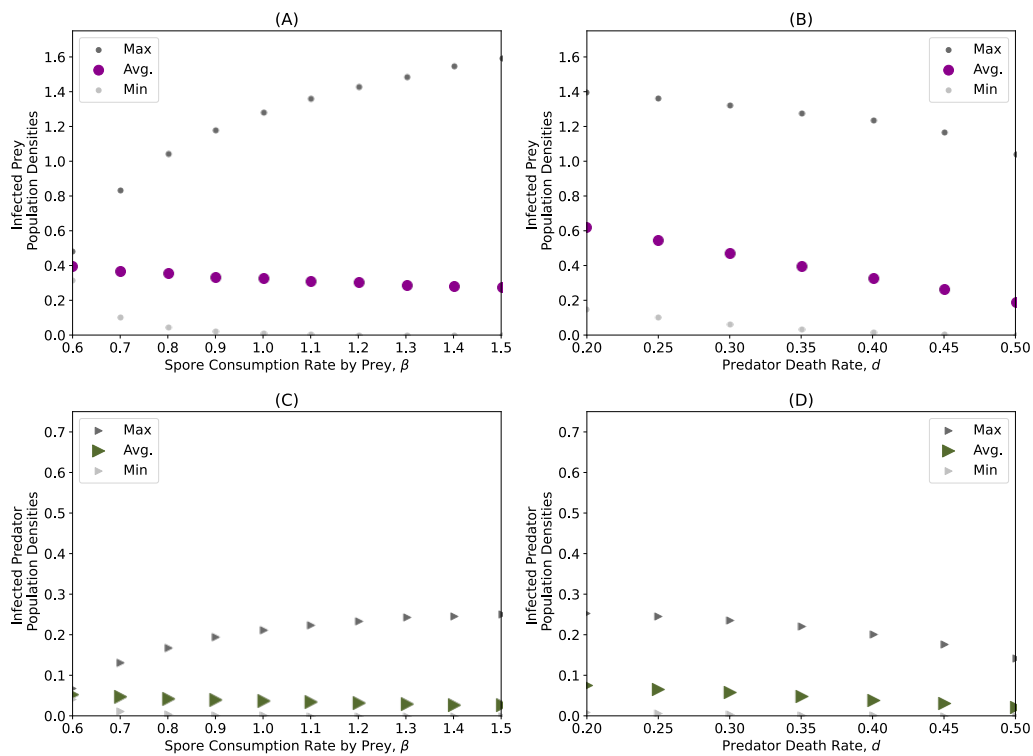 (A)
Infected Prey
Population Densities
Max
Avg.
Min
0.0
0.2
0.4
0.6
0.8
1.0
1.2
1.4
1.6
0.6 0.7 0.8 0.9 1.0 1.1 1.2 1.3 1.4 1.5
Spore Consumption Rate by Prey, β
(B)
Infected Prey
Population Densities
Max
Avg.
Min
0.0
0.2
0.4
0.6
0.8
1.0
1.2
1.4
1.6
0.20 0.25 0.30 0.35 0.40 0.45 0.50
Predator Death Rate, d
(C)
Infected Predator
Population Densities
Max
Avg.
Min
0.0
0.1
0.2
0.3
0.4
0.5
0.6
0.7
0.6 0.7 0.8 0.9 1.0 1.1 1.2 1.3 1.4 1.5
Spore Consumption Rate by Prey, β
(D)
Infected Predator
Population Densities
Max
Avg.
Min
0.0
0.1
0.2
0.3
0.4
0.5
0.6
0.7
0.20 0.25 0.30 0.35 0.40 0.45 0.50
Predator Death Rate, d